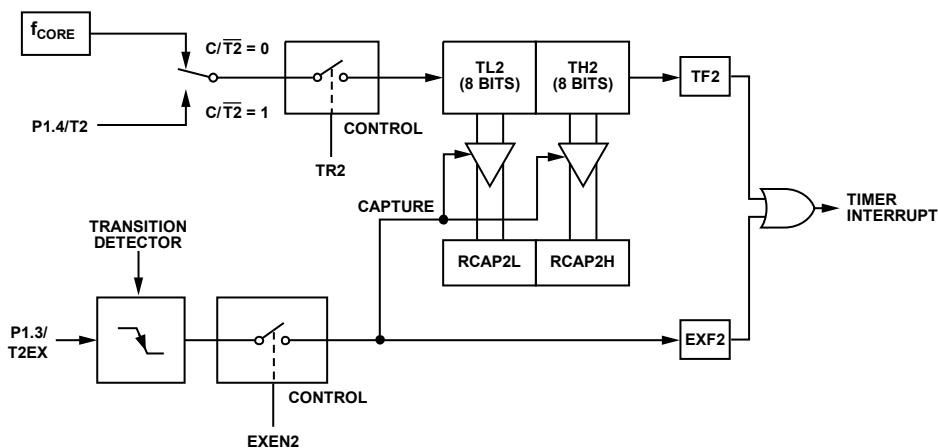 fCORE
C/T2̅ = 0
C/T2̅ = 1
P1.4/T2
CONTROL
TR2
TL2
(8 BITS)
TH2
(8 BITS)
TF2
CAPTURE
TIMER
INTERRUPT
TRANSITION
DETECTOR
RCAP2L
RCAP2H
P1.3/
T2EX
CONTROL
EXEN2
EXF2